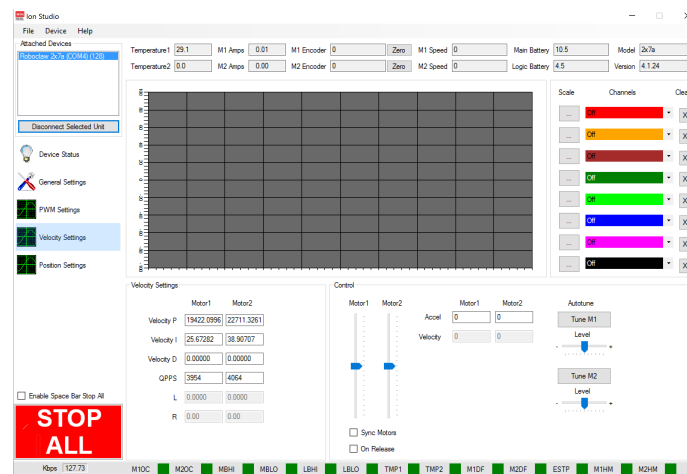 Ion Studio
File Device Help
Attached Devices
Roboclaw 2x7a (COM4) (128)
Disconnect Selected Unit
Device Status
General Settings
PWM Settings
Velocity Settings
Position Settings
Enable Space Bar Stop All
STOP
ALL
Temperature1 29.1 M1 Amps 0.01 M1 Encoder 0 Zero M1 Speed 0 Main Battery 10.5 Model 2x7a
Temperature2 0.0 M2 Amps 0.00 M2 Encoder 0 Zero M2 Speed 0 Logic Battery 4.5 Version 4.1.24
Scale Channels Clea
... Off X
... Off X
... Off X
... Off X
... Off X
... Off X
... Off X
... Off X
Velocity Settings
Motor1 Motor2
Velocity P 19422.0996 22711.3261
Velocity I 25.67282 38.90707
Velocity D 0.00000 0.00000
QPPS 3954 4064
L 0.0000 0.0000
R 0.00 0.00
Control
Motor1 Motor2 Motor1 Motor2 Autotune
Accel 0 0 Tune M1
Velocity 0 0 Level
- +
Tune M2
Level
- +
Sync Motors
On Release
Kbps 127.73 M1OC M2OC MBHI MBLO LBHI LBLO TMP1 TMP2 M1DF M2DF ESTP M1HM M2HM